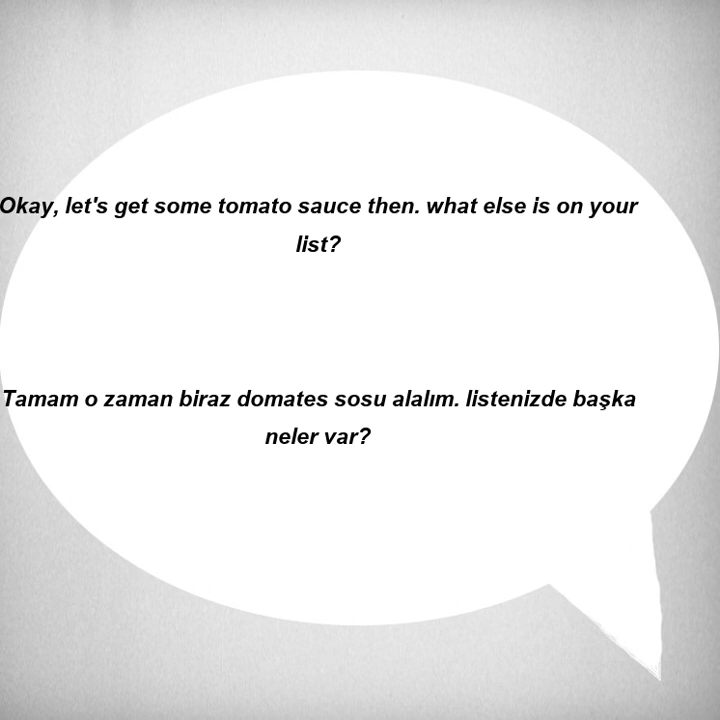 Okay, let's get some tomato sauce then. what else is on your
list?
Tamam o zaman biraz domates sosu alalım. listenizde başka
neler var?